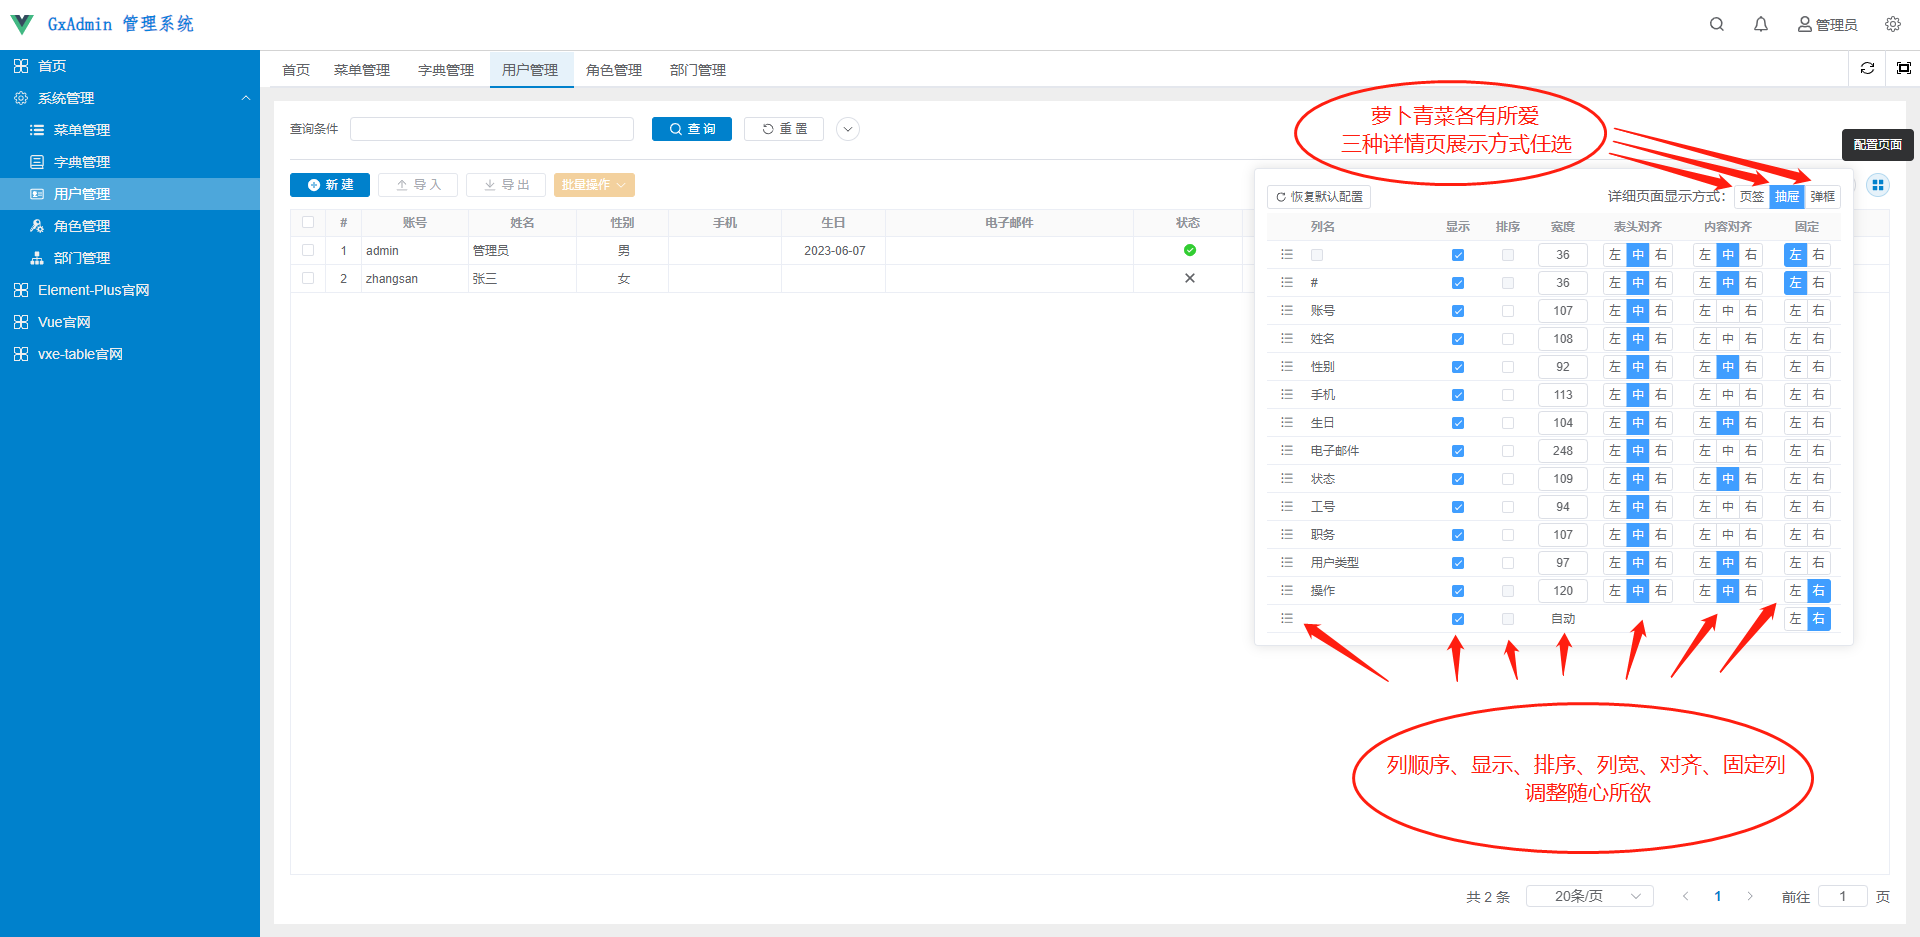 GxAdmin 管理系统
管理员
首页
系统管理
菜单管理
字典管理
用户管理
角色管理
部门管理
Element-Plus官网
Vue官网
vxe-table官网
首页 菜单管理 字典管理 用户管理 角色管理 部门管理
查询条件 查 询 重 置
新 建 导 入 导 出 批量操作
# 账号 姓名 性别 手机 生日 电子邮件 状态
1 admin 管理员 男 2023-06-07
2 zhangsan 张三 女
萝卜青菜各有所爱
三种详情页展示方式任选
配置页面
恢复默认配置 详细页面显示方式: 页签 抽屉 弹框
列名 显示 排序 宽度 表头对齐 内容对齐 固定
36 左 中 右 左 中 右 左 右
# 36 左 中 右 左 中 右 左 右
账号 107 左 中 右 左 中 右 左 右
姓名 108 左 中 右 左 中 右 左 右
性别 92 左 中 右 左 中 右 左 右
手机 113 左 中 右 左 中 右 左 右
生日 104 左 中 右 左 中 右 左 右
电子邮件 248 左 中 右 左 中 右 左 右
状态 109 左 中 右 左 中 右 左 右
工号 94 左 中 右 左 中 右 左 右
职务 107 左 中 右 左 中 右 左 右
用户类型 97 左 中 右 左 中 右 左 右
操作 120 左 中 右 左 中 右 左 右
自动 左 右
列顺序、显示、排序、列宽、对齐、固定列
调整随心所欲
共 2 条 20条/页 1 前往 1 页